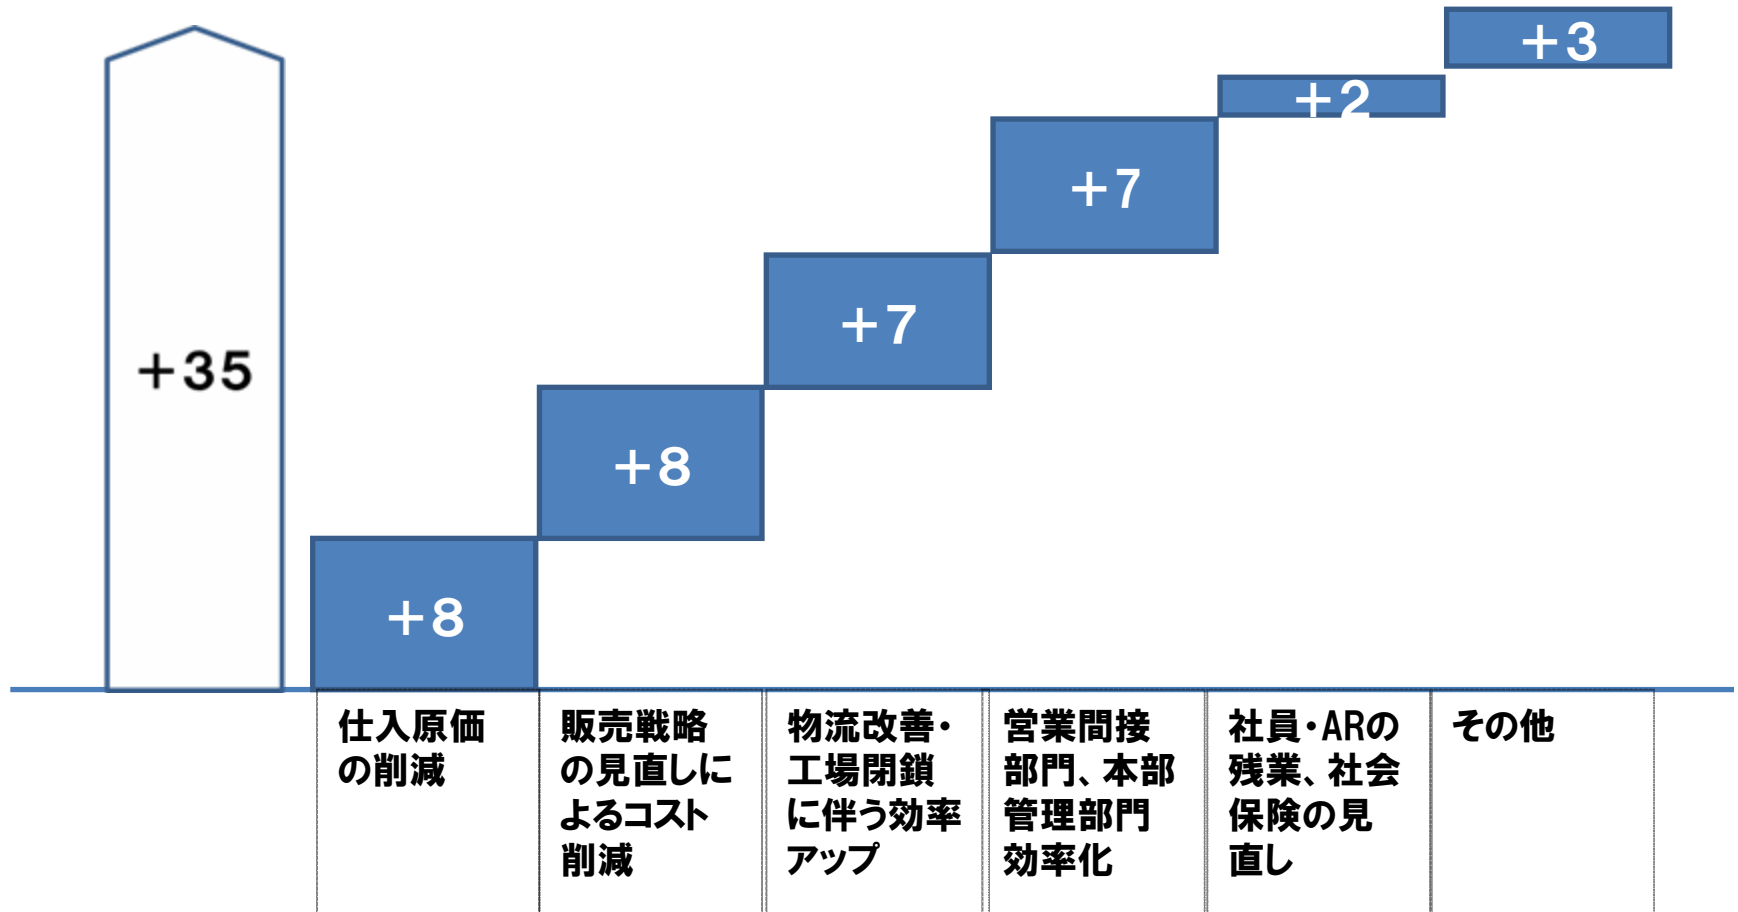 +3
+2
+7
+7
+35
+8
+8
仕入原価
の削減
販売戦略
の見直しに
よるコスト
削減
物流改善・
工場閉鎖
に伴う効率
アップ
営業間接
部門、本部
管理部門
効率化
社員・ARの
残業、社会
保険の見
直し
その他